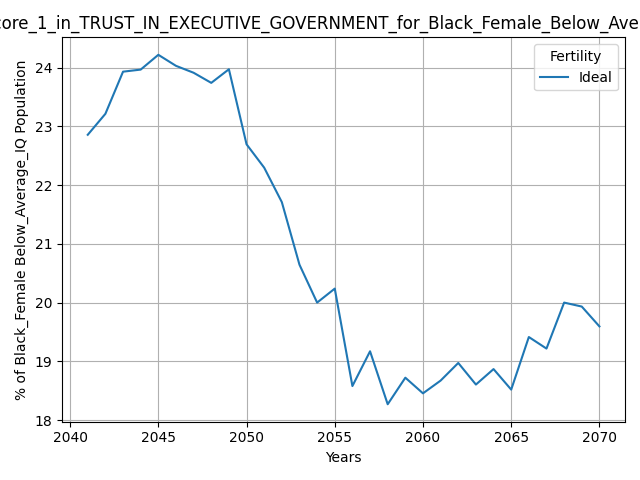 core_1_in_TRUST_IN_EXECUTIVE_GOVERNMENT_for_Black_Female_Below_Ave
Fertility
Ideal
% of Black_Female Below_Average_IQ Population
24
23
22
21
20
19
18
2040 2045 2050 2055 2060 2065 2070
Years